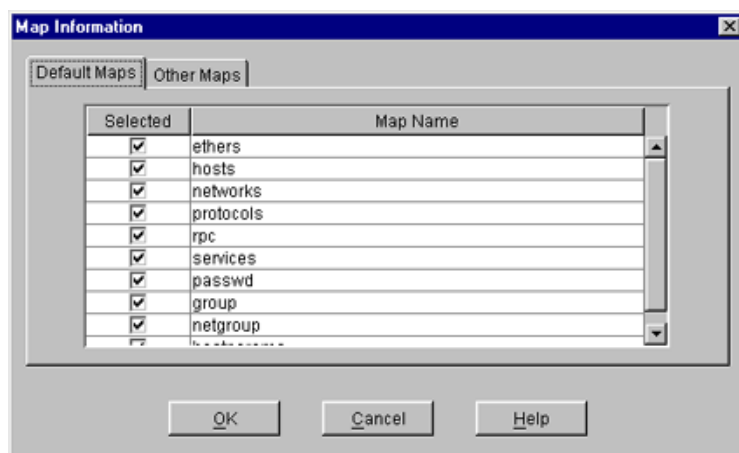 Map Information
Default Maps Other Maps
Selected Map Name
ethers
hosts
networks
protocols
rpc
services
passwd
group
netgroup
OK Cancel Help